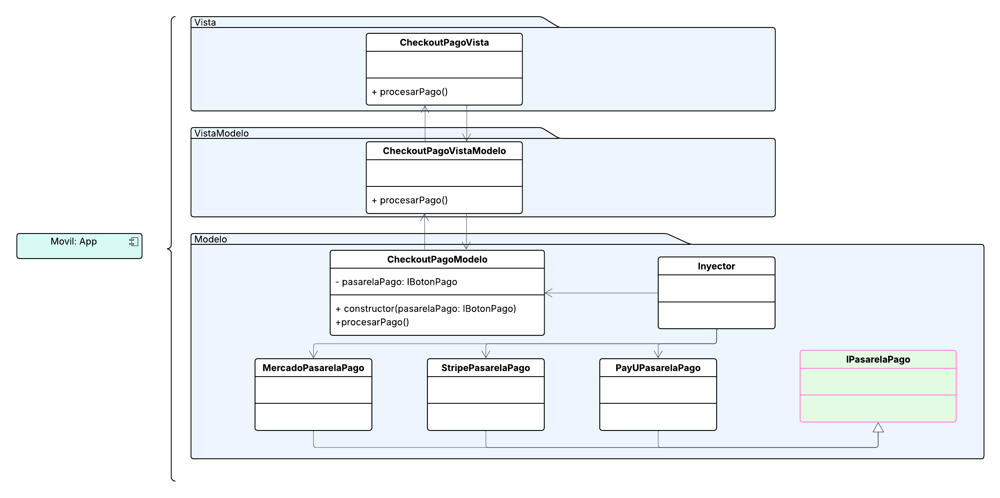 Vista
CheckoutPagoVista
+ procesarPago()
VistaModelo
CheckoutPagoVistaModelo
+ procesarPago()
Movil: App
Modelo
CheckoutPagoModelo
- pasarelaPago: IBotonPago
+ constructor(pasarelaPago: IBotonPago)
+procesarPago()
Inyector
MercadoPasarelaPago
StripePasarelaPago
PayUPasarelaPago
IPasarelaPago